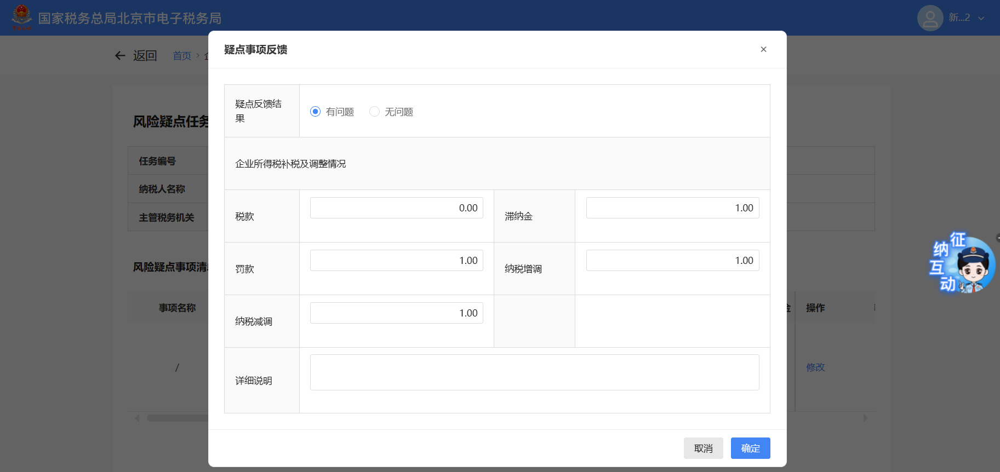 国家税务总局北京市电子税务局
新...2
返回 首页 >
疑点事项反馈
疑点反馈结果
有问题 无问题
企业所得税补税及调整情况
税款 0.00 滞纳金 1.00
罚款 1.00 纳税增调 1.00
纳税减调 1.00
详细说明
取消 确定
风险疑点任务
任务编号
纳税人名称
主管税务机关
风险疑点事项清
事项名称 操作
/ 修改
征纳互动